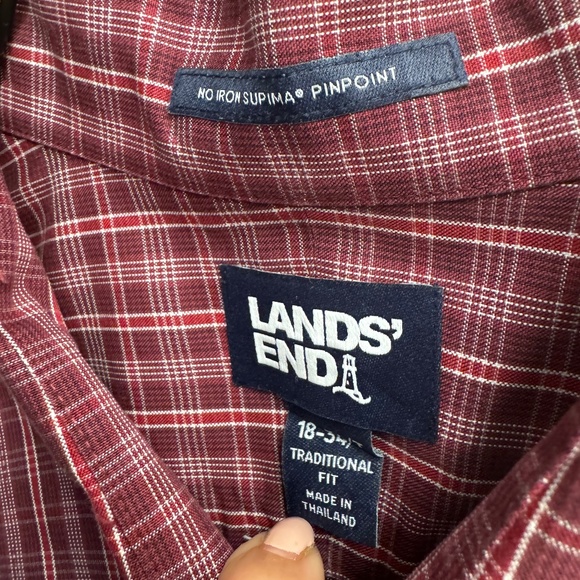 NO IRON SUPIMA® PINPOINT
LANDS'
END
TRADITIONAL
FIT
MADE IN
THAILAND